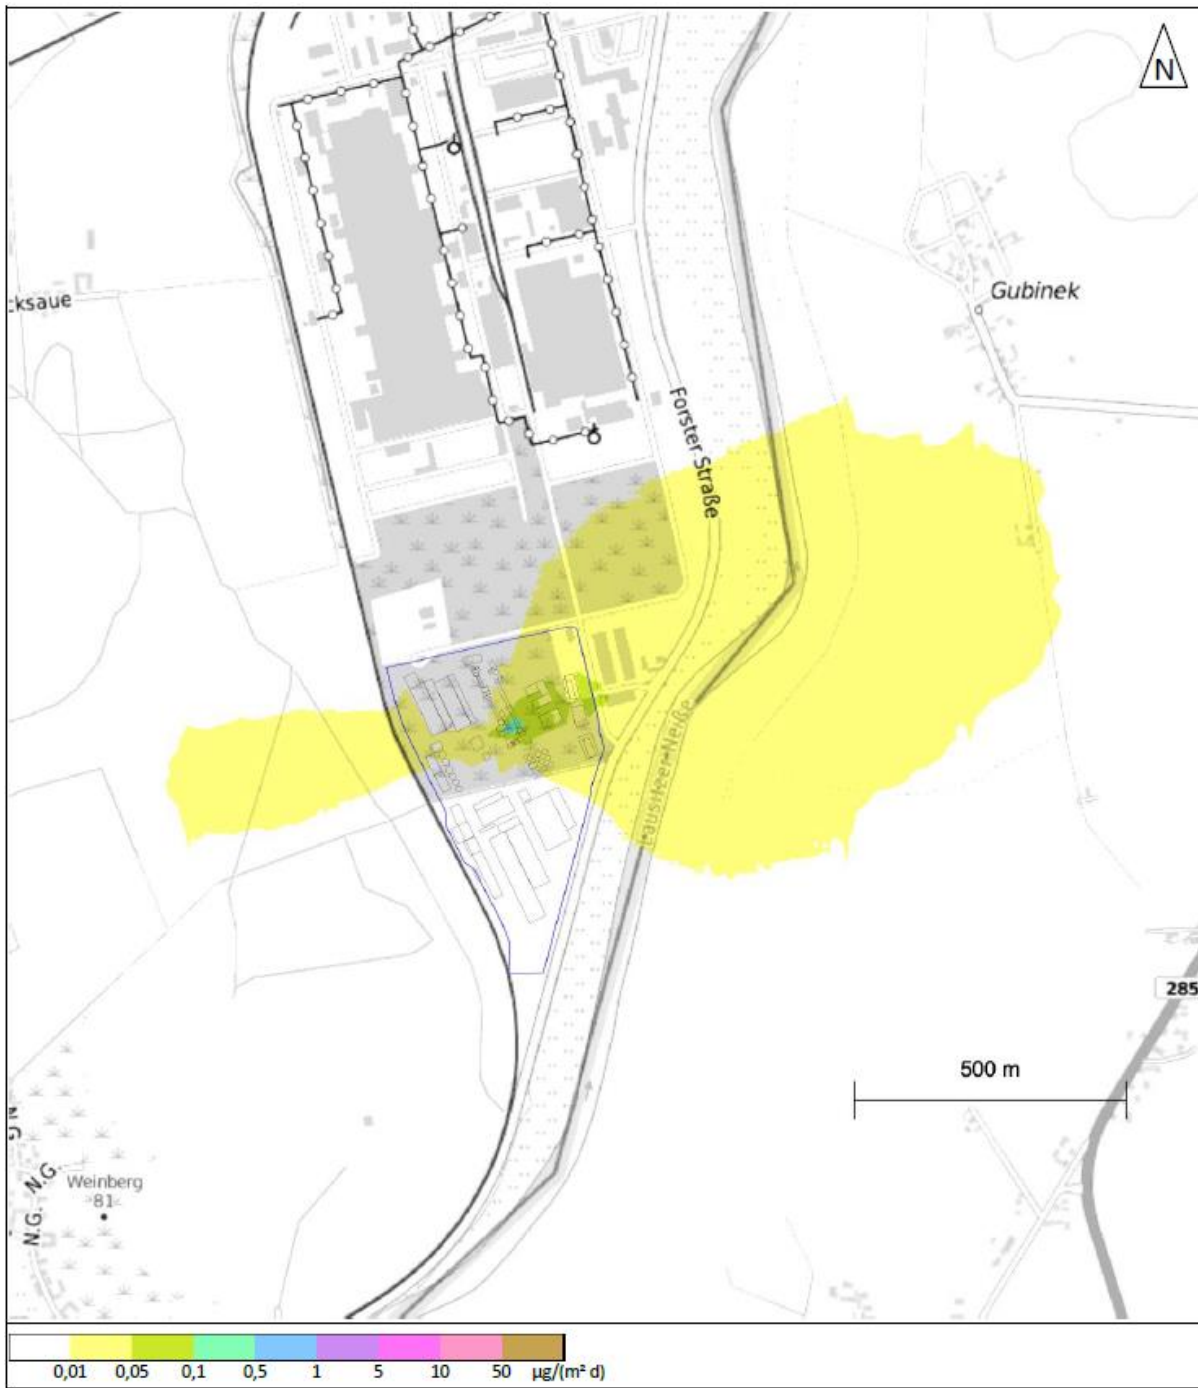 N
Gubinek
cksaue
Forster Straße
Lausitzer Neiße
285
500 m
N.G.
Weinberg
81
N.G.
0,01 0,05 0,1 0,5 1 5 10 50 µg/(m² d)